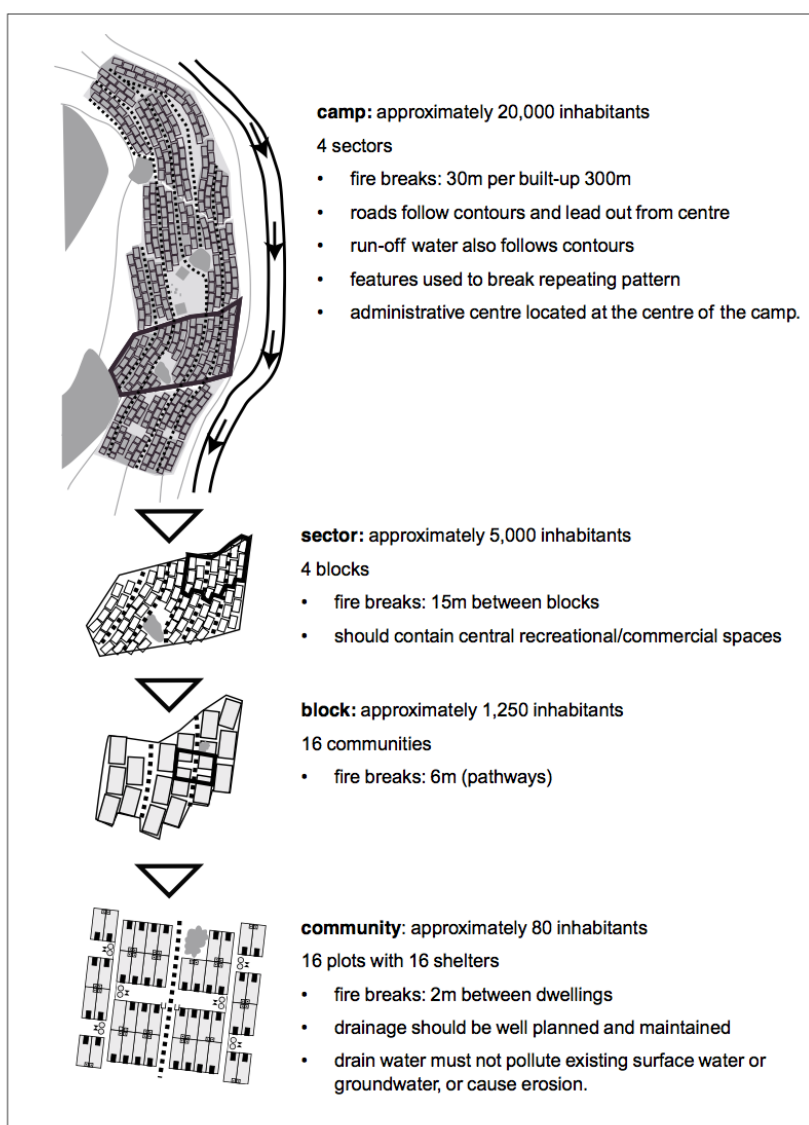 camp: approximately 20,000 inhabitants
4 sectors
• fire breaks: 30m per built-up 300m
• roads follow contours and lead out from centre
• run-off water also follows contours
• features used to break repeating pattern
• administrative centre located at the centre of the camp.
sector: approximately 5,000 inhabitants
4 blocks
• fire breaks: 15m between blocks
• should contain central recreational/commercial spaces
block: approximately 1,250 inhabitants
16 communities
• fire breaks: 6m (pathways)
community: approximately 80 inhabitants
16 plots with 16 shelters
• fire breaks: 2m between dwellings
• drainage should be well planned and maintained
• drain water must not pollute existing surface water or
groundwater, or cause erosion.